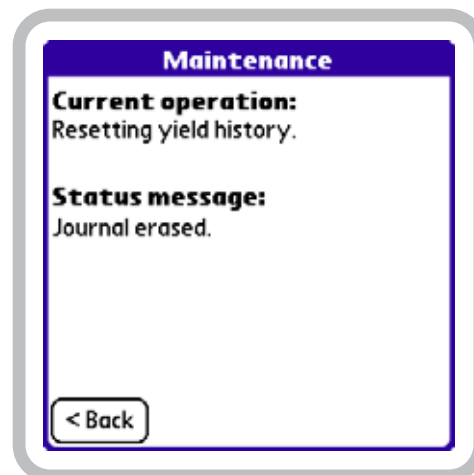 Maintenance
Current operation:
Resetting yield history.
Status message:
Journal erased.
< Back